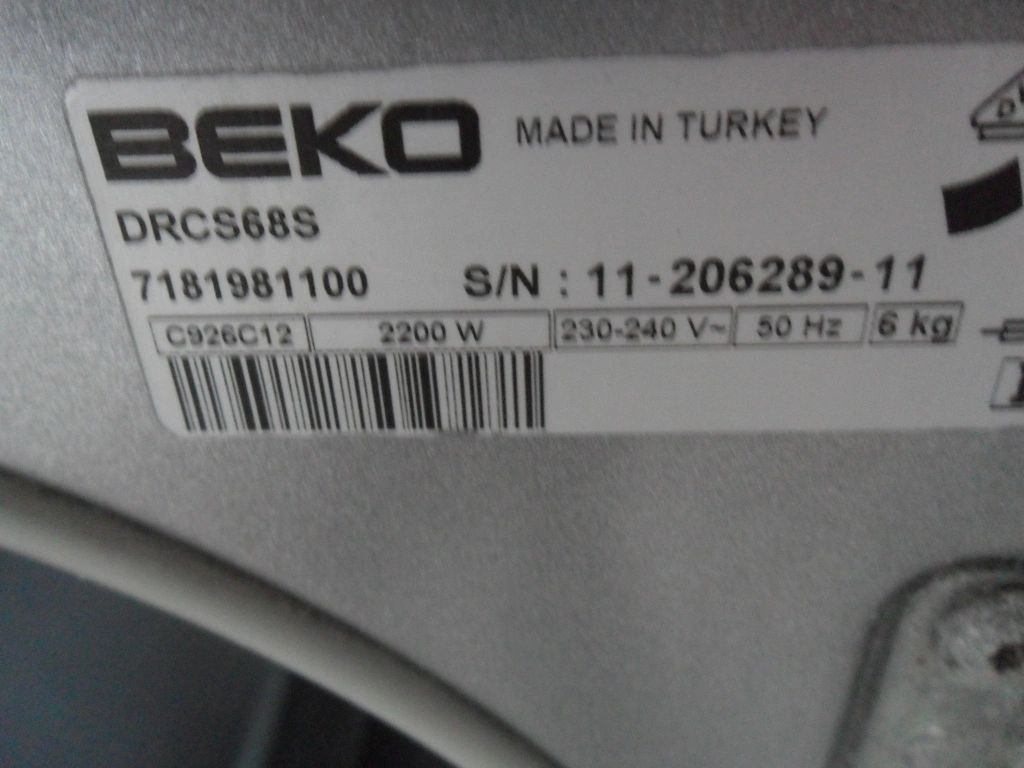 BEKO MADE IN TURKEY
DRCS68S
7181981100 S/N : 11-206289-11
C926C12 2200 W 230-240 V~ 50 Hz 6 kg